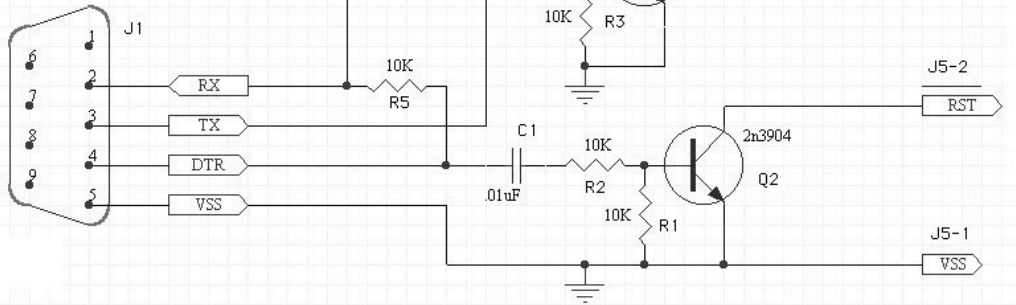 J1
1
6
2
7
3
8
4
9
5
RX
TX
DTR
VSS
10K
R5
10K
R3
C1
.01uF
10K
R2
10K
R1
2n3904
Q2
J5-2
RST
J5-1
VSS